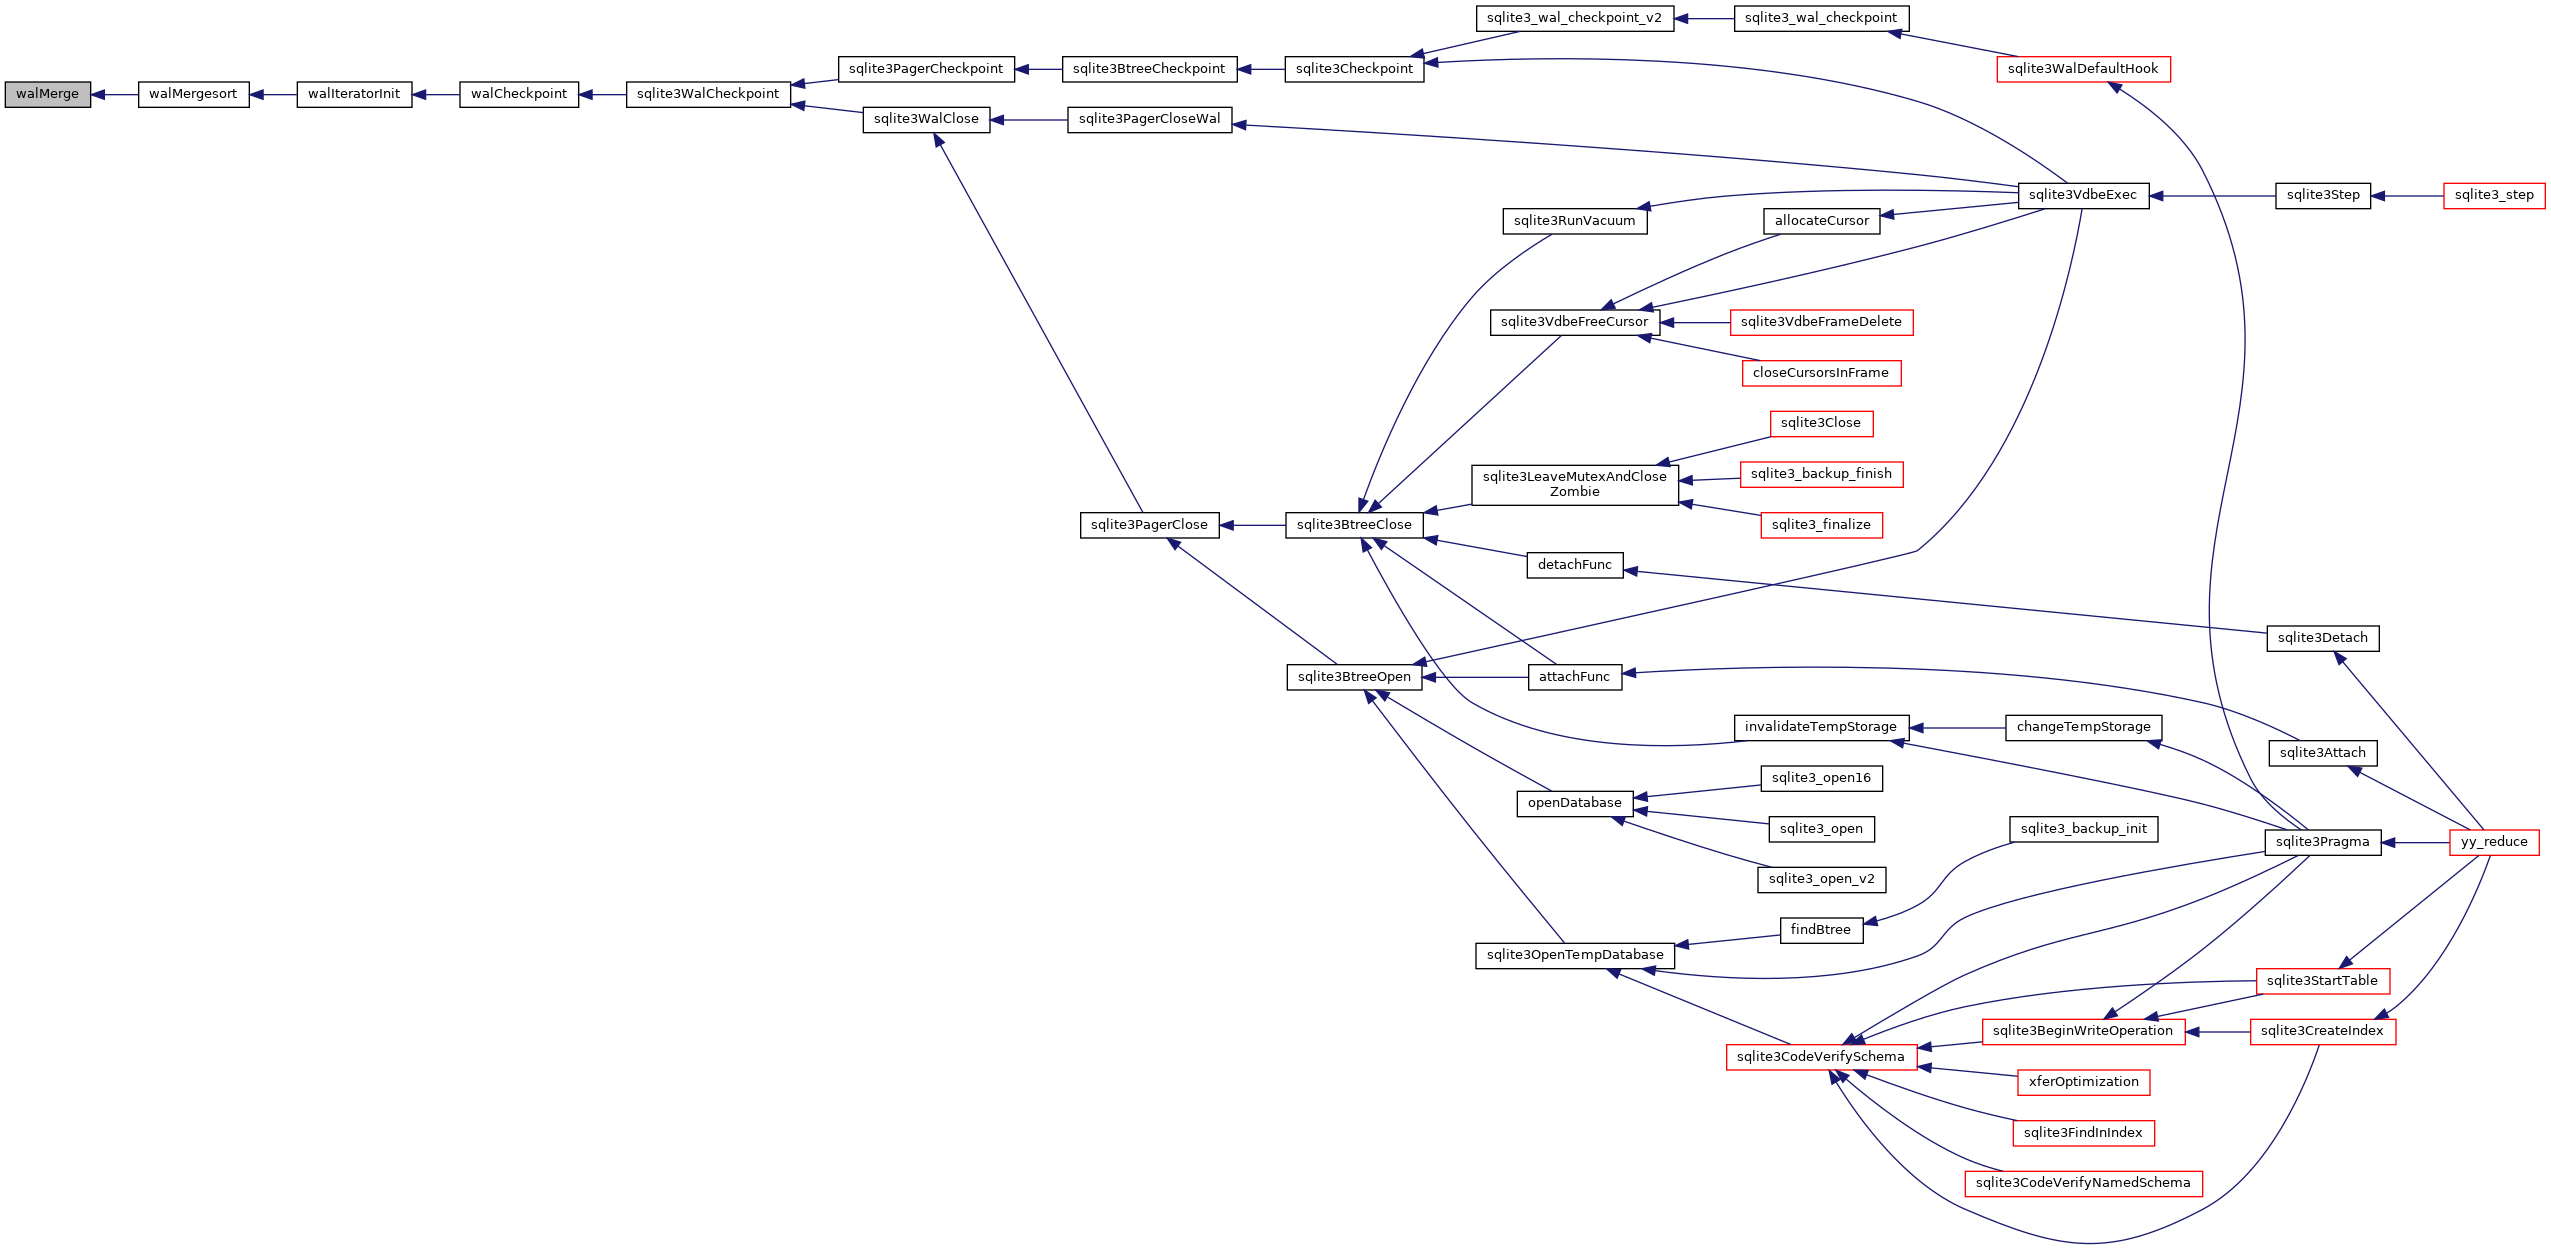 sqlite3_wal_checkpoint_v2
sqlite3_wal_checkpoint
sqlite3PagerCheckpoint
sqlite3BtreeCheckpoint
sqlite3Checkpoint
sqlite3WalDefaultHook
walMerge
walMergesort
walIteratorInit
walCheckpoint
sqlite3WalCheckpoint
sqlite3WalClose
sqlite3PagerCloseWal
sqlite3VdbeExec
sqlite3Step
sqlite3_step
sqlite3RunVacuum
allocateCursor
sqlite3VdbeFreeCursor
sqlite3VdbeFrameDelete
closeCursorsInFrame
sqlite3Close
sqlite3LeaveMutexAndClose
Zombie
sqlite3_backup_finish
sqlite3PagerClose
sqlite3BtreeClose
sqlite3_finalize
detachFunc
sqlite3Detach
sqlite3BtreeOpen
attachFunc
invalidateTempStorage
changeTempStorage
sqlite3Attach
sqlite3_open16
openDatabase
sqlite3_open
sqlite3_backup_init
sqlite3Pragma
yy_reduce
sqlite3_open_v2
findBtree
sqlite3OpenTempDatabase
sqlite3StartTable
sqlite3BeginWriteOperation
sqlite3CreateIndex
sqlite3CodeVerifySchema
xferOptimization
sqlite3FindInIndex
sqlite3CodeVerifyNamedSchema